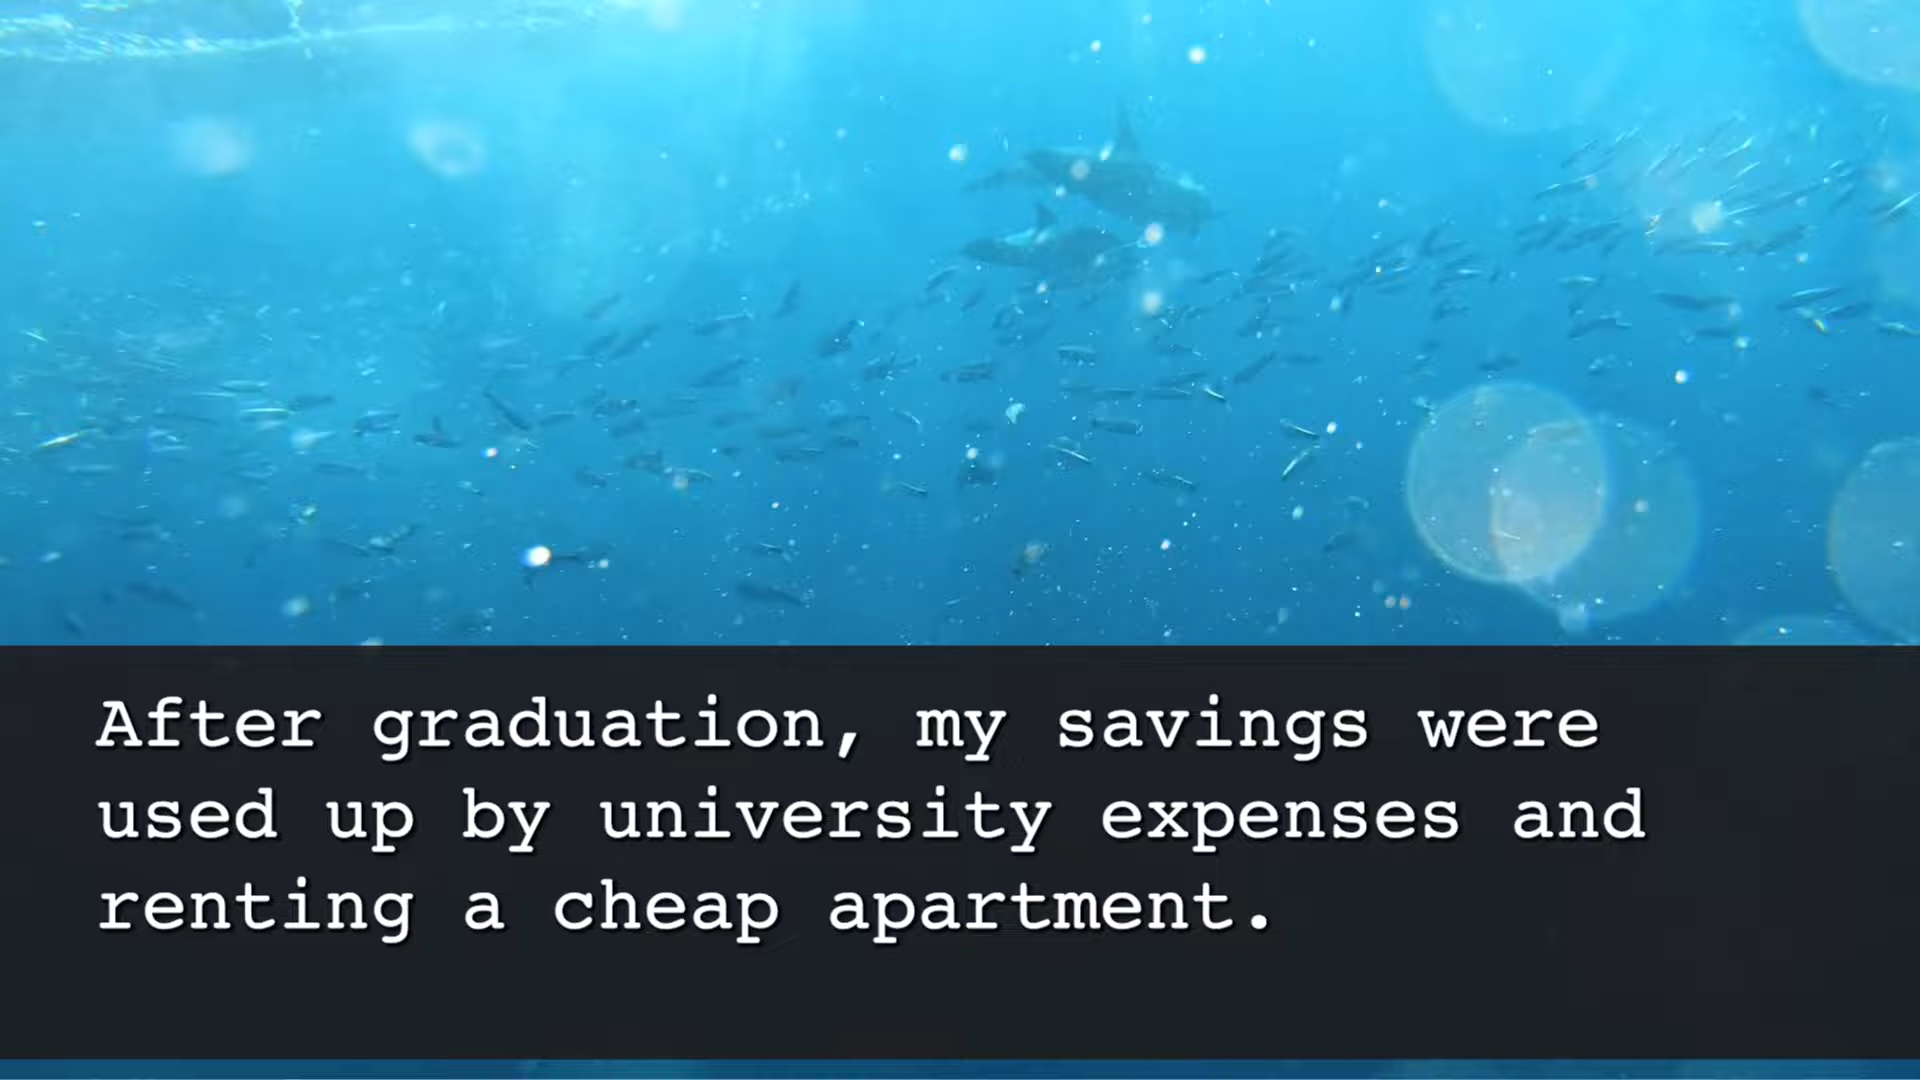 After graduation, my savings were
used up by university expenses and
renting a cheap apartment.